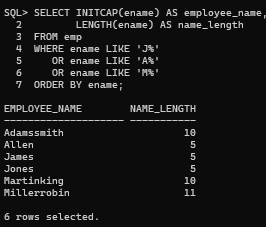 SQL> SELECT INITCAP(ename) AS employee_name,
  2         LENGTH(ename) AS name_length
  3  FROM emp
  4  WHERE ename LIKE 'J%'
  5     OR ename LIKE 'A%'
  6     OR ename LIKE 'M%'
  7  ORDER BY ename;
EMPLOYEE_NAME        NAME_LENGTH
-------------------- -----------
Adamssmith                    10
Allen                          5
James                          5
Jones                          5
Martinking                    10
Millerrobin                   11
6 rows selected.